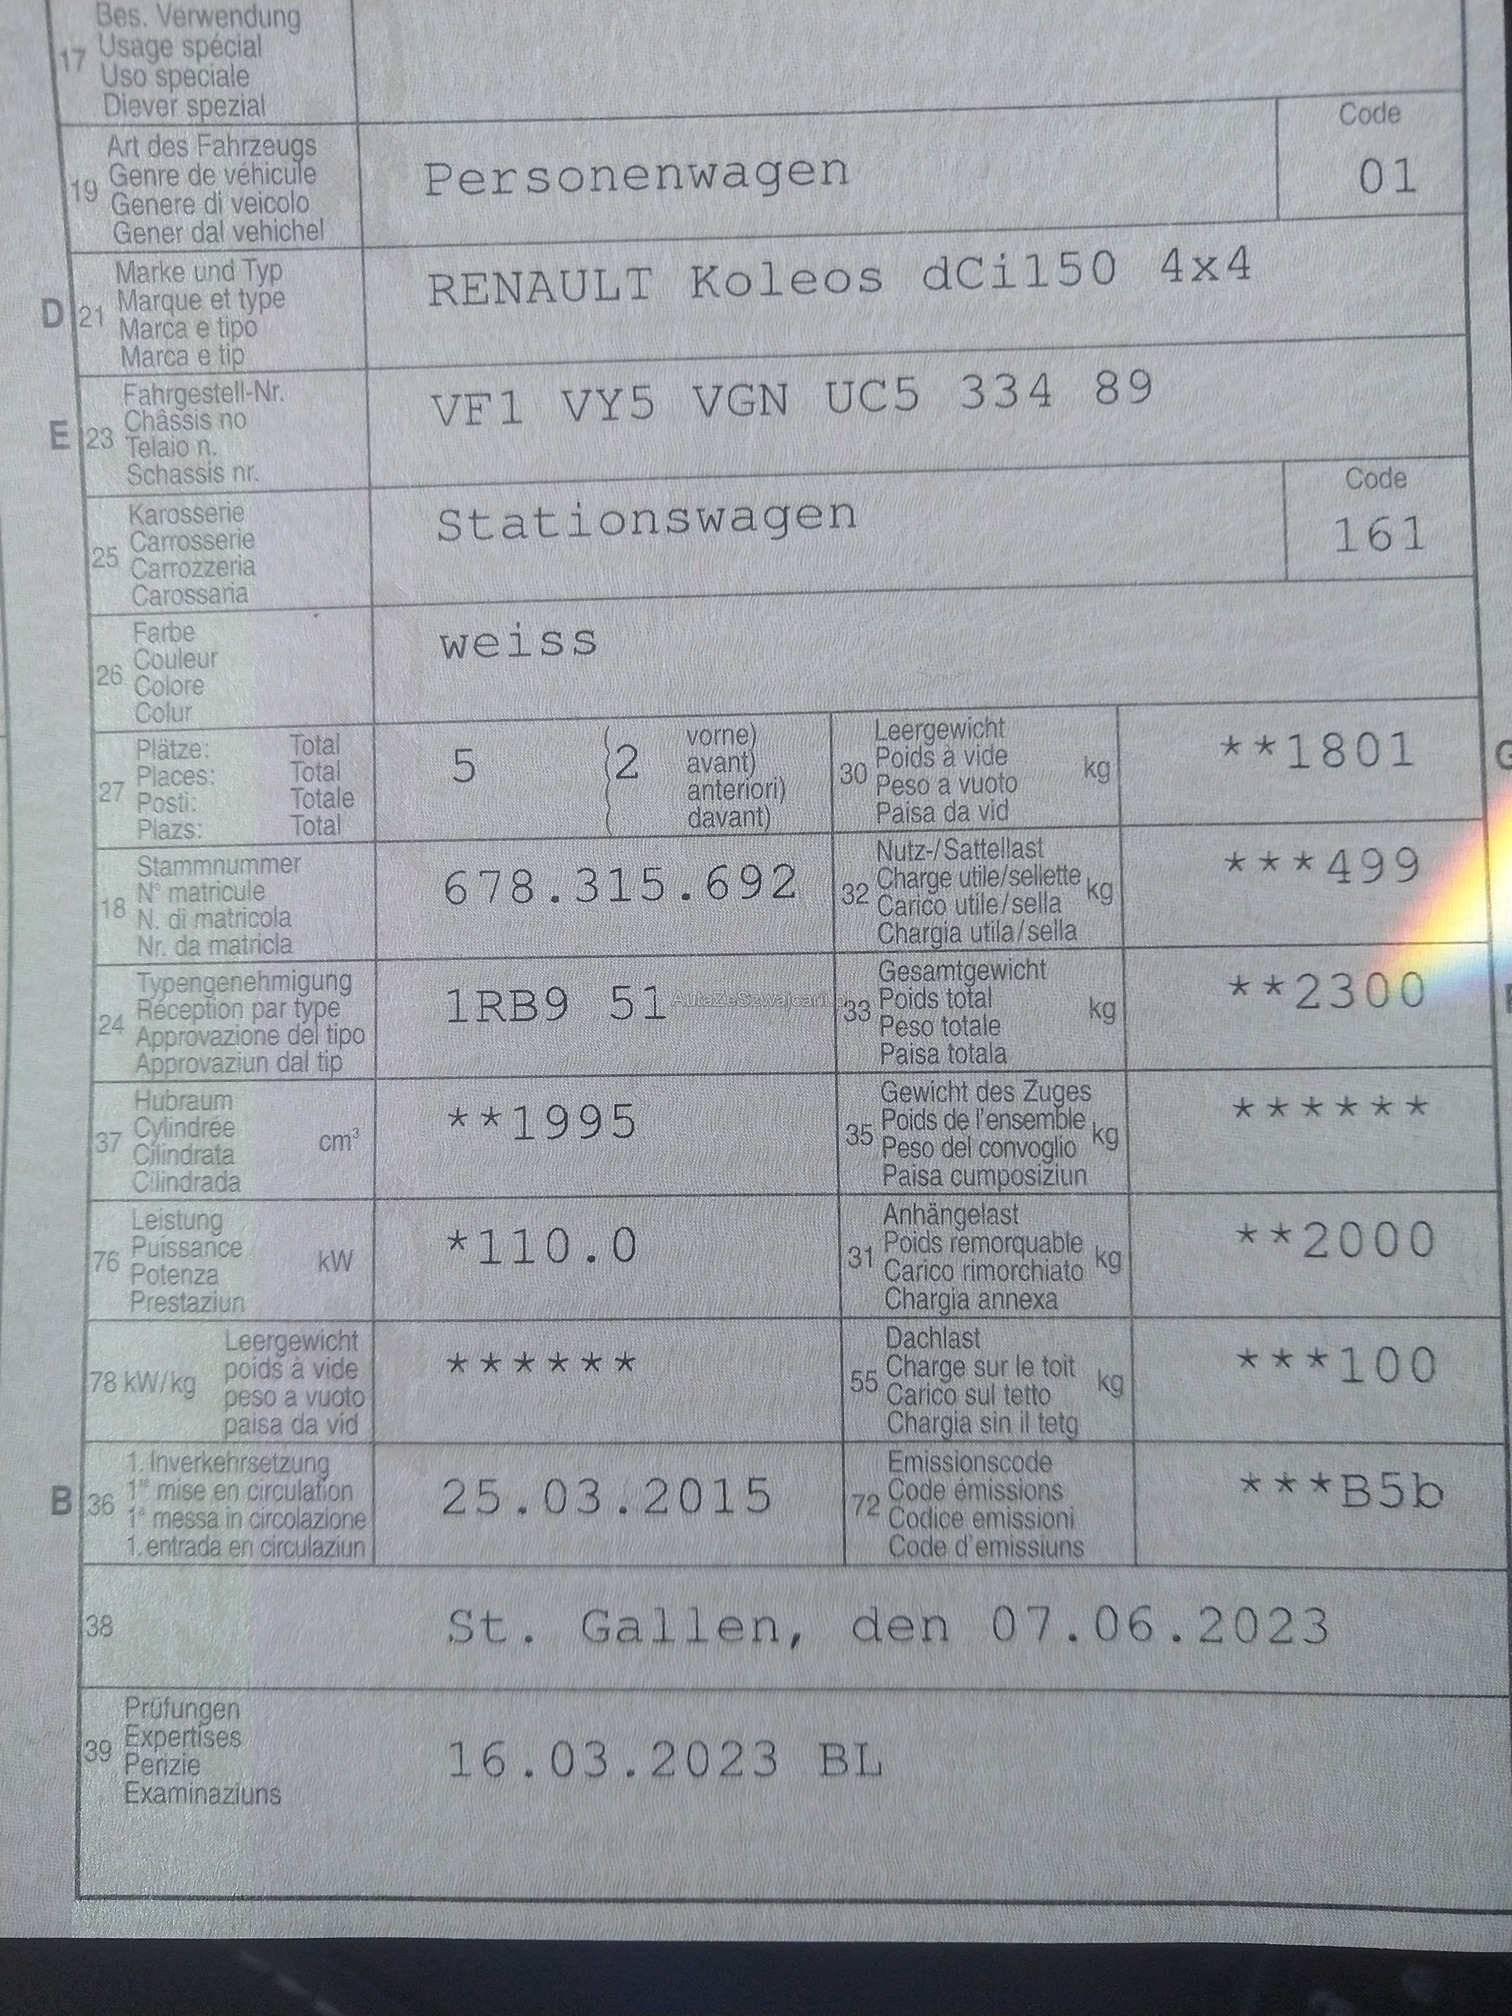 Bes. Verwendung
17 Usage spécial
Uso speciale
Diever spezial
Art des Fahrzeugs
19 Genre de véhicule
Genere di veicolo
Gener dal vehichel
Personenwagen
Code
01
Marke und Typ
D 21 Marque et type
Marca e tipo
Marca e tip
RENAULT Koleos dCi150 4x4
Fahrgestell-Nr.
E 23 Châssis no
Telaio n.
Schassis nr.
VF1 VY5 VGN UC5 334 89
Karosserie
25 Carrosserie
Carrozzeria
Carossaria
Stationswagen
Code
161
Farbe
26 Couleur
Colore
Colur
weiss
Plätze: Total
27 Places: Total
Posti: Totale
Plazs: Total
5 (2 vorne)
avant)
anteriori)
davant)
Leergewicht
30 Poids à vide kg
Peso a vuoto
Paisa da vid
**1801
G
Stammnummer
18 N° matricule
N. di matricola
Nr. da matricla
678.315.692
Nutz-/Sattellast
32 Charge utile/sellette kg
Carico utile/sella
Chargia utila/sella
***499
Typengenehmigung
24 Réception par type
Approvazione del tipo
Approvaziun dal tip
1RB9 51
Gesamtgewicht
33 Poids total kg
Peso totale
Paisa totala
**2300
Hubraum
37 Cylindrée cm³
Cilindrata
Cilindrada
**1995
Gewicht des Zuges
35 Poids de l'ensemble kg
Peso del convoglio
Paisa cumposiziun
******
Leistung
76 Puissance kW
Potenza
Prestaziun
*110.0
Anhängelast
31 Poids remorquable kg
Carico rimorchiato
Chargia annexa
**2000
Leergewicht
78 kW/kg poids à vide
peso a vuoto
paisa da vid
******
Dachlast
55 Charge sur le toit kg
Carico sul tetto
Chargia sin il tetg
***100
1. Inverkehrsetzung
B 36 1re mise en circulation
1a messa in circolazione
1. entrada en circulaziun
25.03.2015
Emissionscode
72 Code émissions
Codice emissioni
Code d'emissiuns
***B5b
38 St. Gallen, den 07.06.2023
Prüfungen
39 Expertises
Perizie
Examinaziuns
16.03.2023 BL